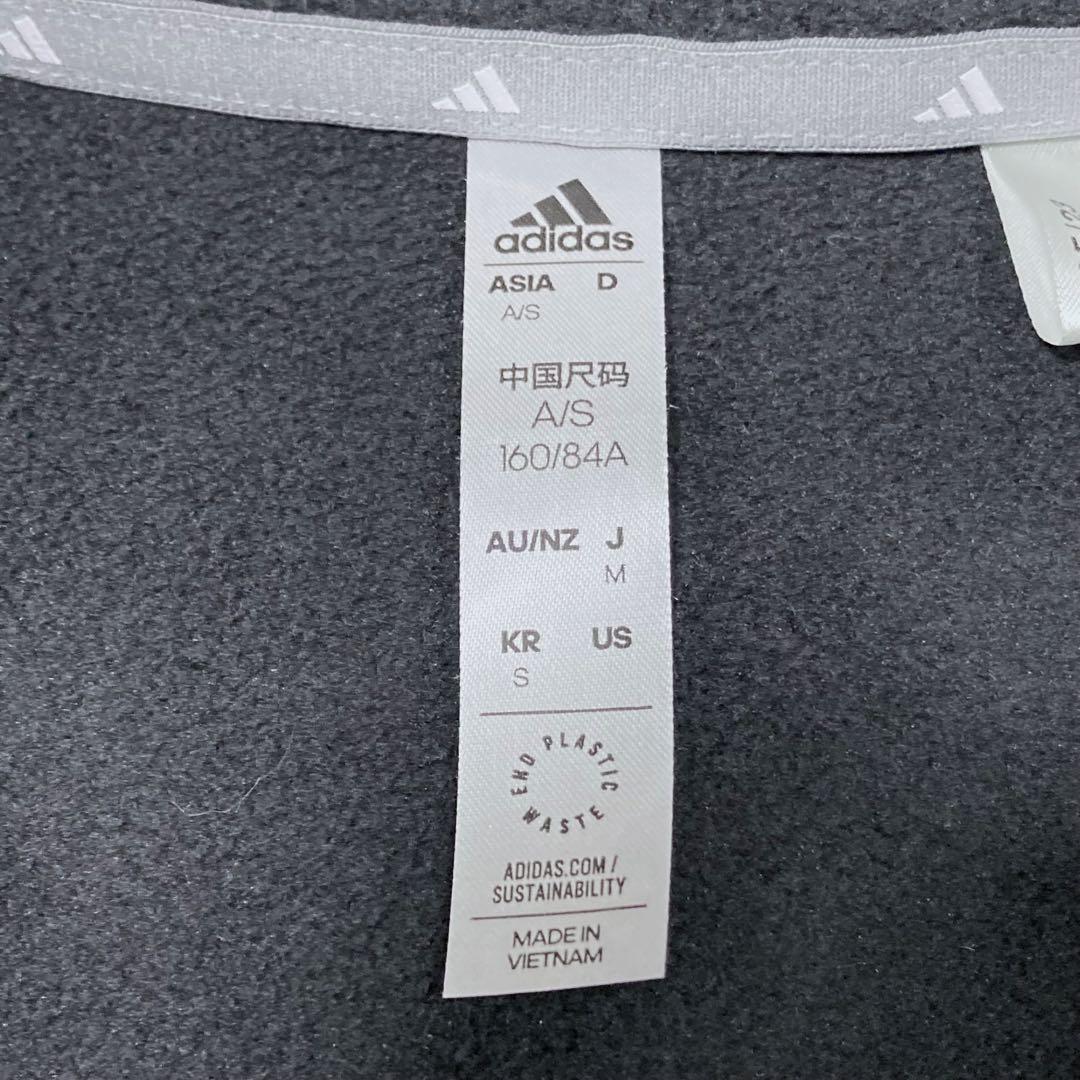 adidas
ASIA D
A/S
中国尺码
A/S
160/84A
AU/NZ J
M
KR US
S
END PLASTIC WASTE
ADIDAS.COM /
SUSTAINABILITY
MADE IN
VIETNAM